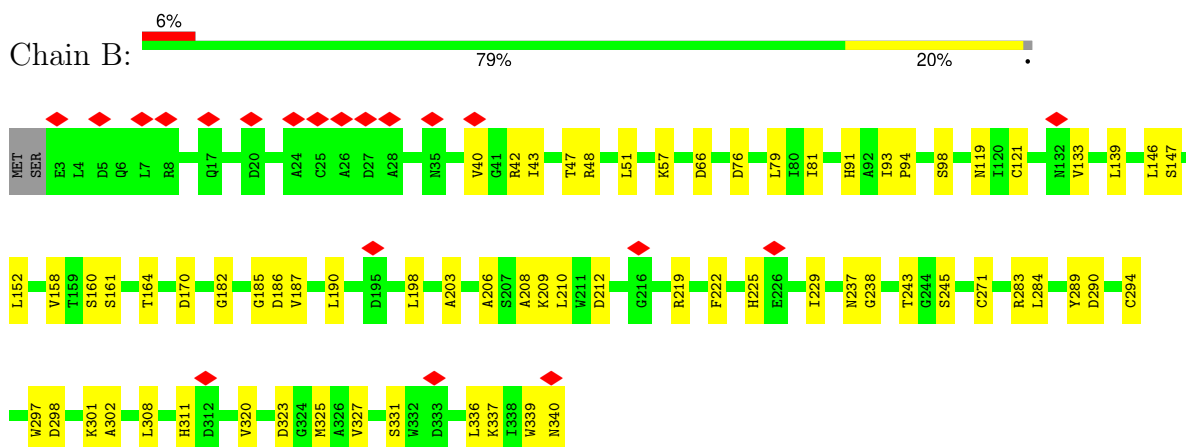 6%
Chain B:
79% 20% •
MET SER E3 L4 D5 Q6 L7 R8 Q17 D20 A24 C25 A26 D27 A28 N35 V40 G41 R42 I43 T47 R48 L51 K57 D66 D76 L79 I80 I81 H91 A92 I93 P94 S98 N119 I120 C121 N132 V133 L139 L146 S147
L152 V158 T159 S160 S161 T164 D170 G182 G185 D186 V187 L190 D195 L198 A203 A206 S207 A208 K209 L210 W211 D212 G216 R219 F222 H225 E226 I229 N237 G238 T243 G244 S245 C271 R283 L284 Y289 D290 C294
W297 D298 K301 A302 L308 H311 D312 V320 D323 G324 M325 A326 V327 S331 W332 D333 L336 K337 I338 W339 N340